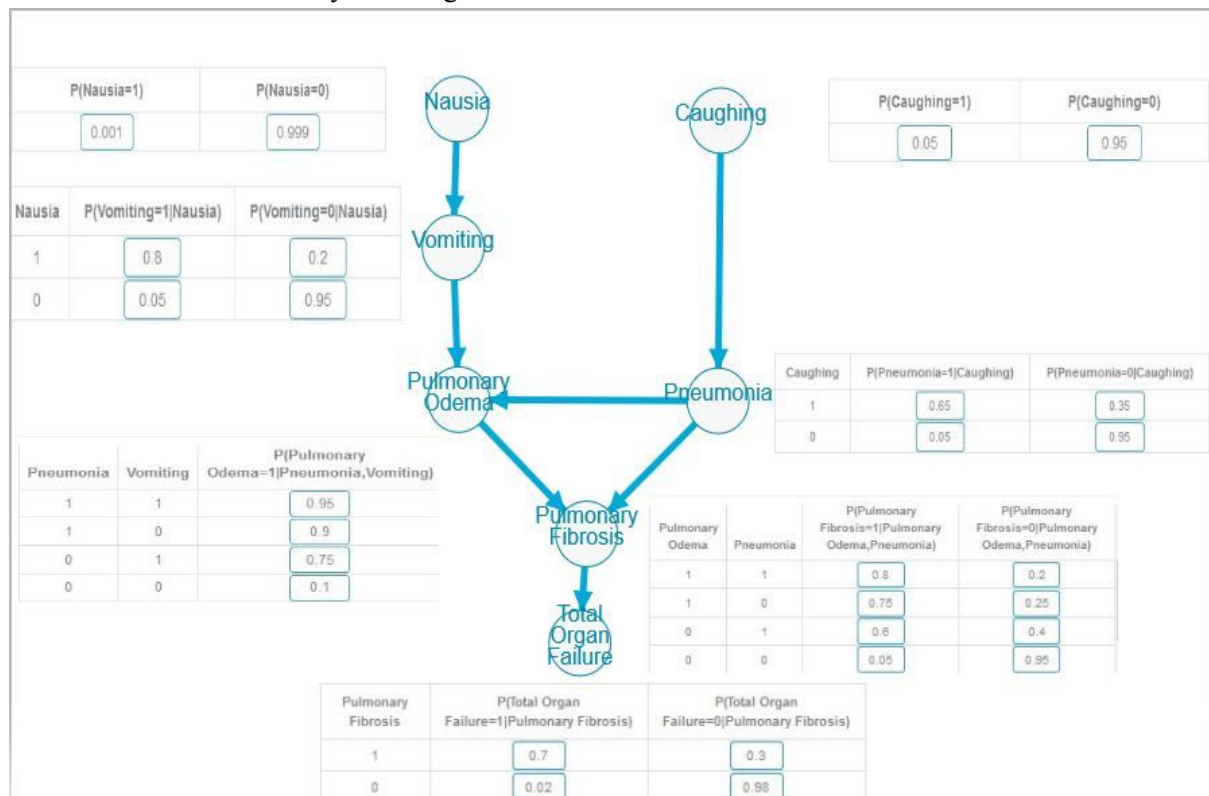 P(Nausia=1) P(Nausia=0)
0.001 0.999
Nausia
Caughing
P(Caughing=1) P(Caughing=0)
0.05 0.95
Nausia P(Vomiting=1|Nausia) P(Vomiting=0|Nausia)
1 0.8 0.2
0 0.05 0.95
Vomiting
Pulmonary
Odema
Pneumonia
Caughing P(Pneumonia=1|Caughing) P(Pneumonia=0|Caughing)
1 0.65 0.35
0 0.05 0.95
Pneumonia Vomiting P(Pulmonary
Odema=1|Pneumonia,Vomiting)
1 1 0.95
1 0 0.9
0 1 0.75
0 0 0.1
Pulmonary
Fibrosis
Pulmonary
Odema Pneumonia P(Pulmonary
Fibrosis=1|Pulmonary
Odema,Pneumonia) P(Pulmonary
Fibrosis=0|Pulmonary
Odema,Pneumonia)
1 1 0.8 0.2
1 0 0.75 0.25
0 1 0.6 0.4
0 0 0.05 0.95
Total
Organ
Failure
Pulmonary
Fibrosis P(Total Organ
Failure=1|Pulmonary Fibrosis) P(Total Organ
Failure=0|Pulmonary Fibrosis)
1 0.7 0.3
0 0.02 0.98